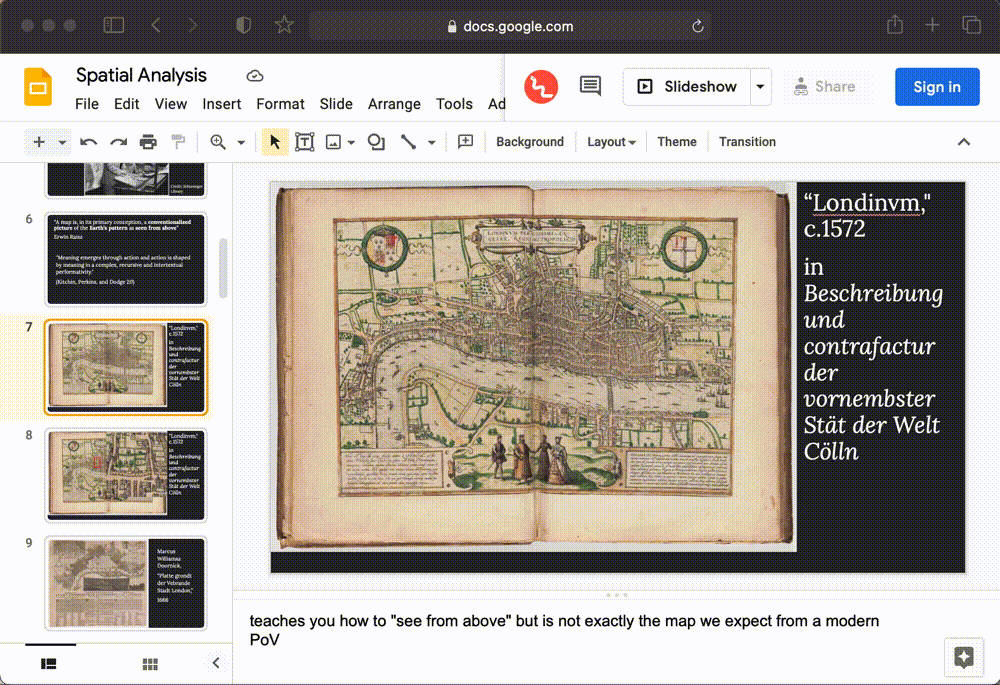 docs.google.com
Spatial Analysis
File Edit View Insert Format Slide Arrange Tools Ad
Slideshow
Share
Sign in
Background Layout Theme Transition
Credit: Schlesinger
Library
6
"A map is, in its primary conception, a conventionalized
picture of the Earth's pattern as seen from above"
Erwin Raisz
"Meaning emerges through action and action is shaped
by meaning in a complex, recursive and intertextual
performativity."
(Kitchin, Perkins, and Dodge 20)
7
"Londinvm,"
c.1572
in
Beschreibung
und
contrafactur
der
vornembster
Stät der Welt
Cölln
8
"Londinvm,"
c.1572
in
Beschreibung
und
contrafactur
der
vornembster
Stät der Welt
Cölln
9
Marcus
Willemsz
Doornick,
"Platte grondt
der Vebrande
Stadt London,"
1666
“Londinvm,"
c.1572
in
Beschreibung
und
contrafactur
der
vornembster
Stät der Welt
Cölln
teaches you how to "see from above" but is not exactly the map we expect from a modern
PoV